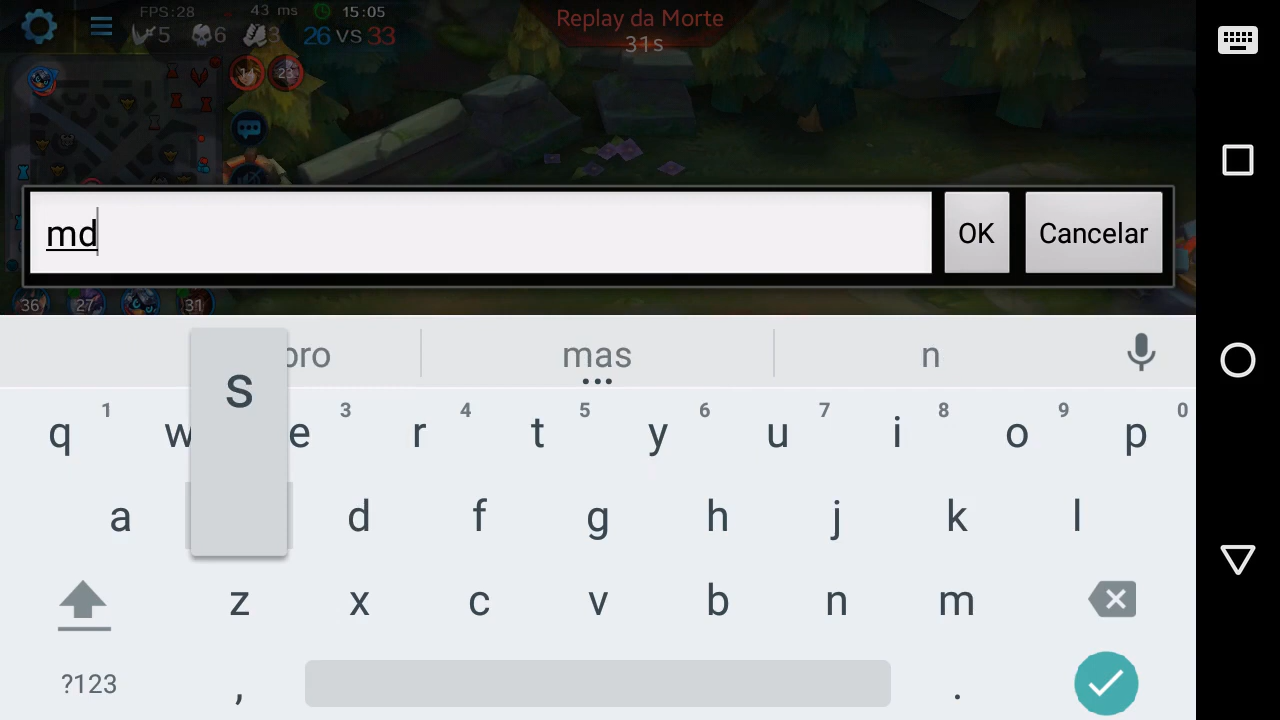 FPS:28 43 ms 15:05
5 6 3 26 VS 33
Replay da Morte
31s
14 23
md
OK
Cancelar
36 27 31
pro mas n
s
1 3 4 5 6 7 8 9 0
q w e r t y u i o p
a d f g h j k l
z x c v b n m
?123 , .